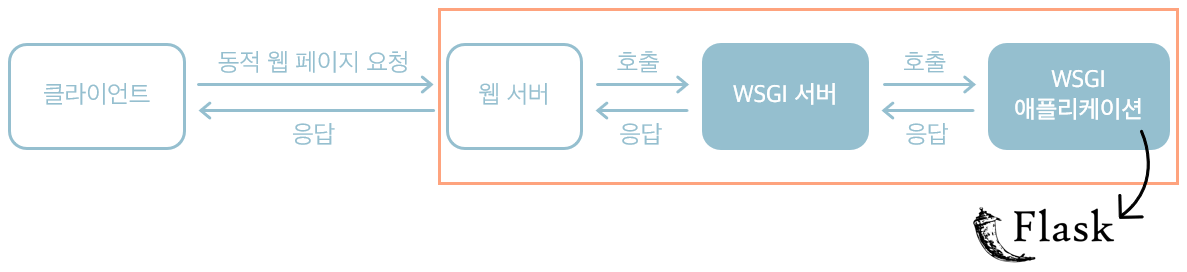 동적 웹 페이지 요청
호출
호출
클라이언트
웹 서버
WSGI 서버
WSGI
애플리케이션
응답
응답
응답
Flask